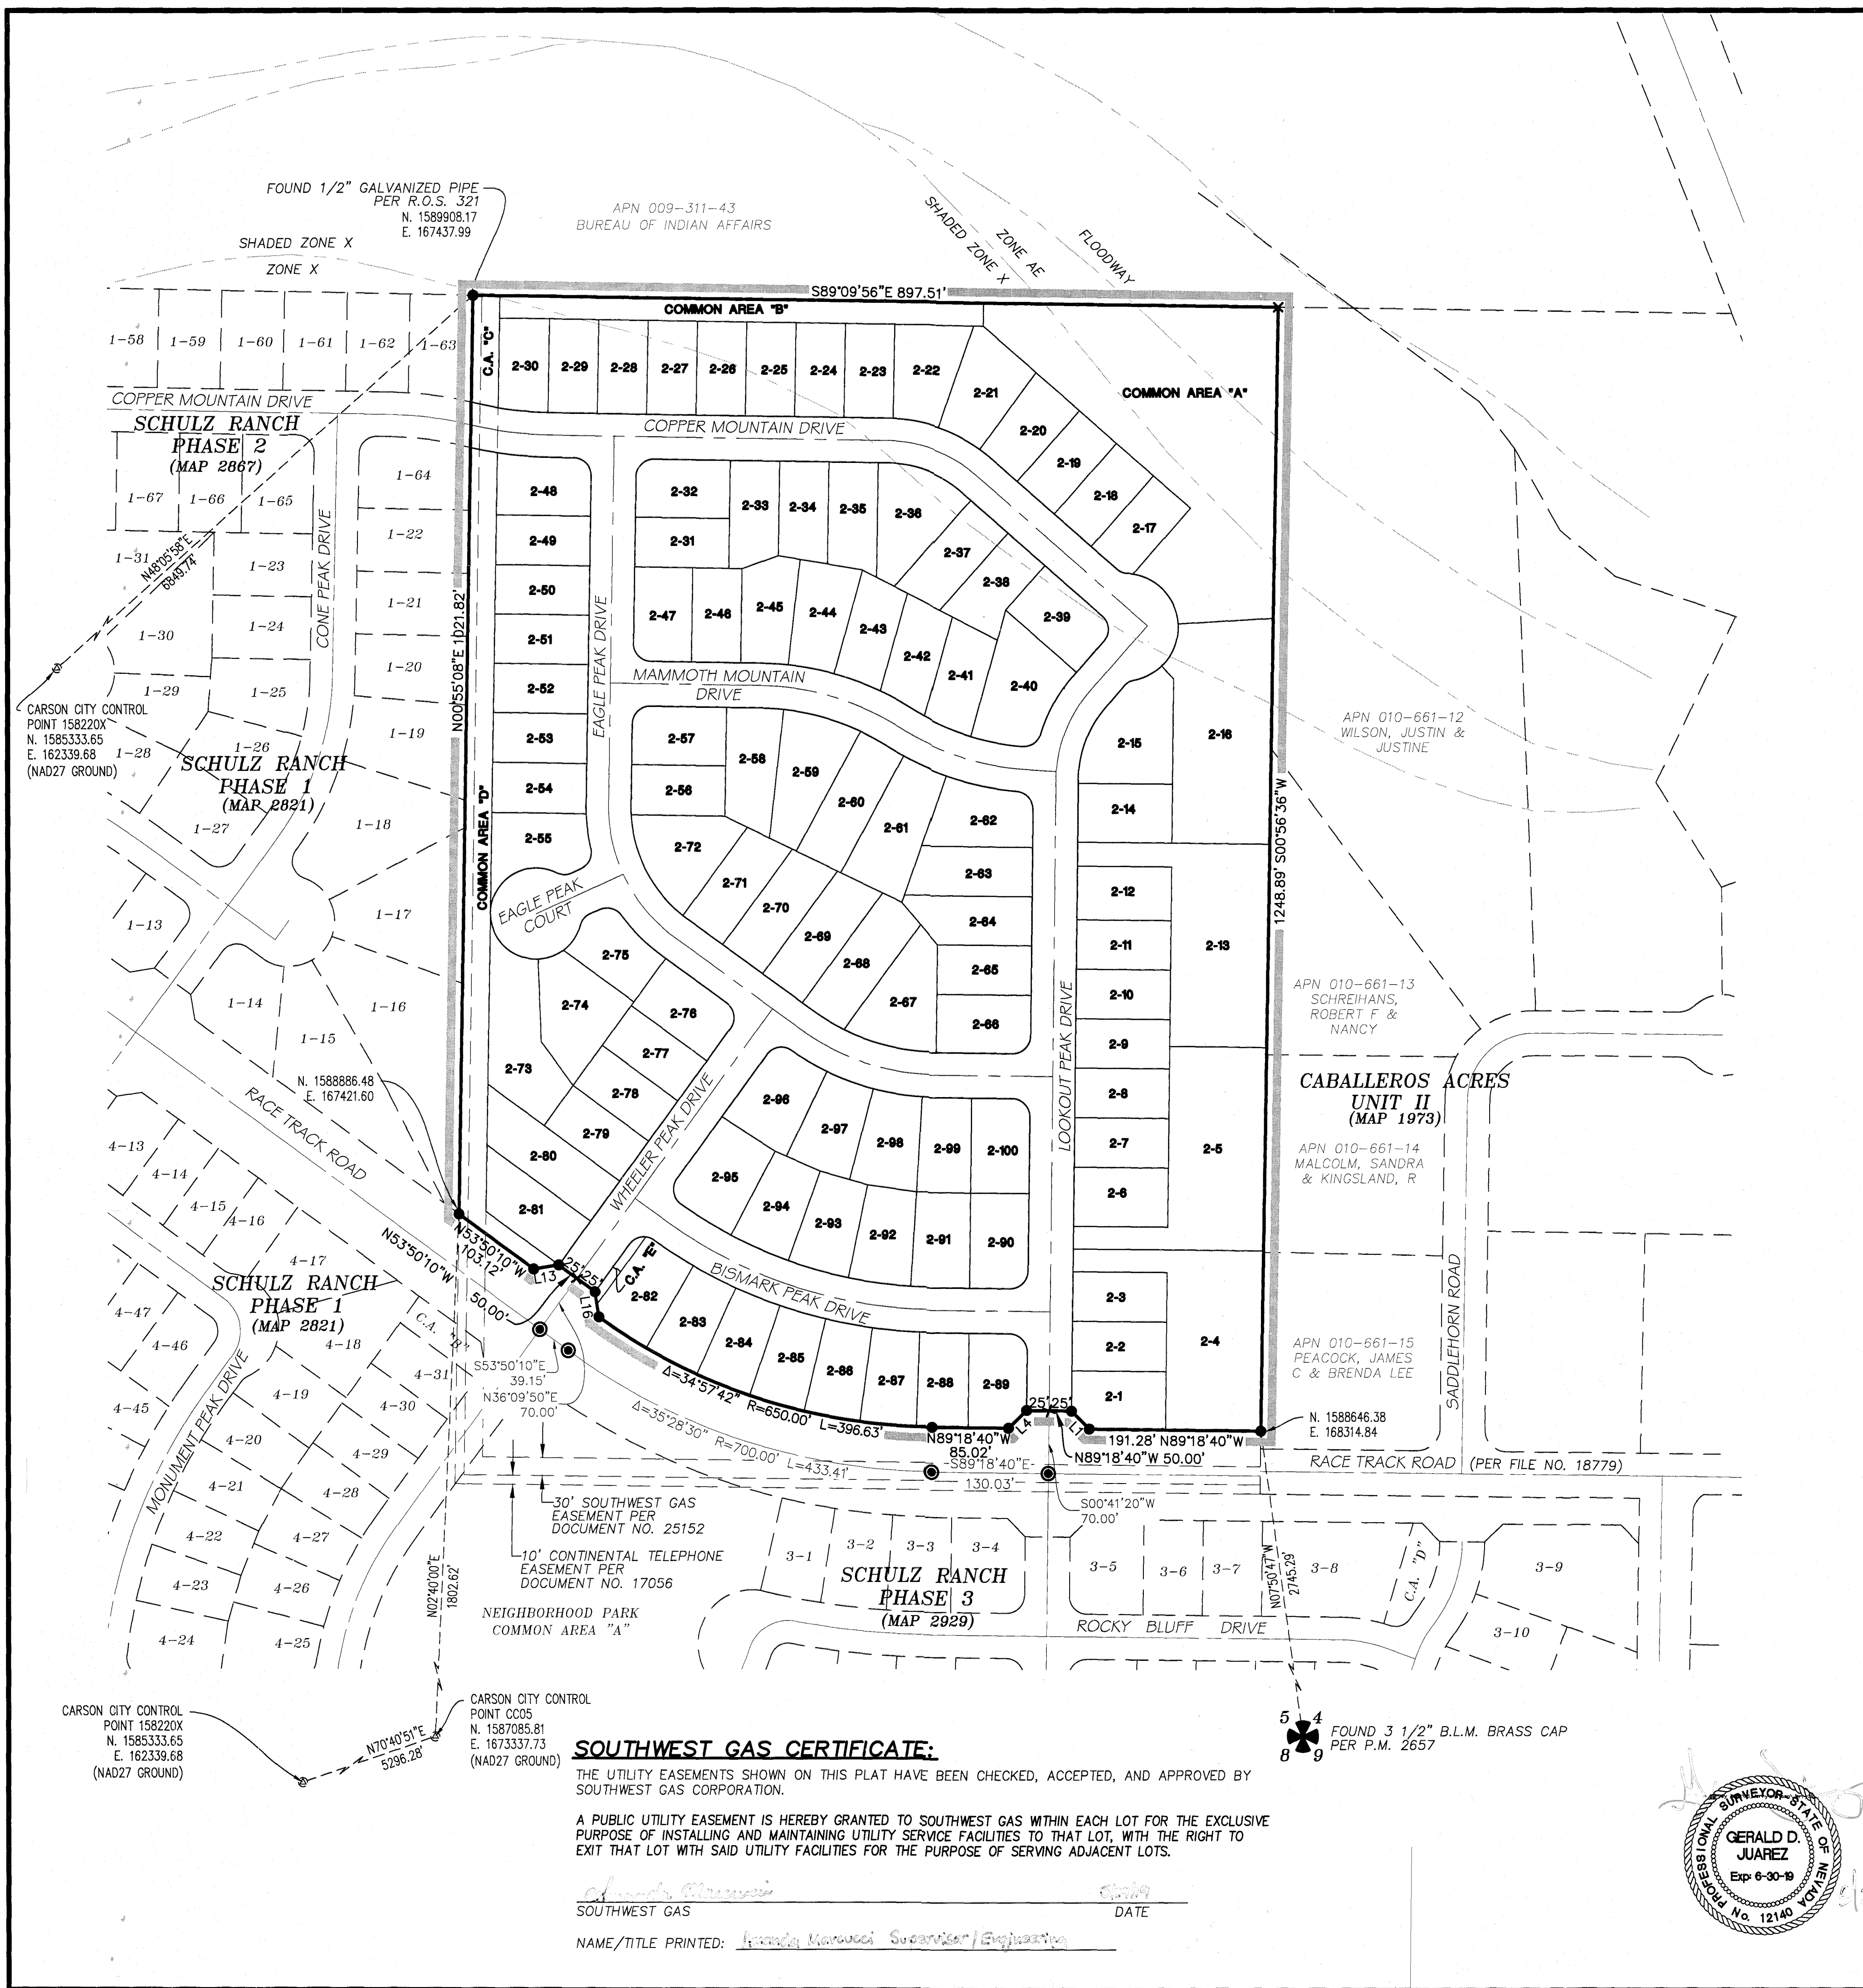 FOUND 1/2" GALVANIZED PIPE
PER R.O.S. 321
N. 1589908.17
E. 167437.99
APN 009-311-43
BUREAU OF INDIAN AFFAIRS
SHADED ZONE X
ZONE AE
FLOODWAY
SHADED ZONE X
ZONE X
S89°09'56"E 897.51'
COMMON AREA "B"
C.A. "C"
1-58
1-59
1-60
1-61
1-62
1-63
2-30
2-29
2-28
2-27
2-26
2-25
2-24
2-23
2-22
2-21
COMMON AREA "A"
COPPER MOUNTAIN DRIVE
COPPER MOUNTAIN DRIVE
SCHULZ RANCH
PHASE 2
(MAP 2867)
2-20
2-19
2-18
2-17
1-64
1-67
1-66
1-65
2-48
2-32
2-33
2-34
2-35
2-36
1-22
2-49
2-31
2-37
1-31
N48°05'58"E
6849.74'
1-23
CONE PEAK DRIVE
2-38
1-21
2-50
2-47
2-46
2-45
2-44
2-43
2-39
N00°55'08"E 1021.82'
EAGLE PEAK DRIVE
1-30
1-24
2-51
2-42
1-20
MAMMOTH MOUNTAIN
DRIVE
2-41
2-40
1-29
1-25
2-52
CARSON CITY CONTROL
POINT 158220X
N. 1585333.65
E. 162339.68
(NAD27 GROUND)
1-28
1-26
1-19
2-53
2-57
2-58
2-59
2-15
2-16
APN 010-661-12
WILSON, JUSTIN &
JUSTINE
SCHULZ RANCH
PHASE 1
(MAP 2821)
1-27
1-18
COMMON AREA "D"
2-54
2-56
2-60
2-61
2-62
2-14
1248.89' S00°56'36"W
2-55
2-72
2-63
2-71
2-12
EAGLE PEAK
COURT
1-13
1-17
2-70
2-64
2-69
2-11
2-13
2-75
2-68
2-65
1-14
1-16
2-74
2-76
2-67
2-66
2-10
LOOKOUT PEAK DRIVE
APN 010-661-13
SCHREIHANS,
ROBERT F &
NANCY
1-15
2-77
2-9
2-73
2-78
2-8
N. 1588886.48
E. 167421.60
RACE TRACK ROAD
CABALLEROS ACRES
UNIT II
(MAP 1973)
2-79
WHEELER PEAK DRIVE
2-96
2-97
2-98
2-99
2-100
2-7
2-5
APN 010-661-14
MALCOLM, SANDRA
& KINGSLAND, R
4-13
4-14
2-80
2-95
2-6
4-15
4-16
2-81
2-94
2-93
2-92
2-91
2-90
4-17
N53°50'10"W
N53°50'10"W
103.12'
L13
25'
25'
C.A. "E"
L16
BISMARK PEAK DRIVE
SCHULZ RANCH
PHASE 1
(MAP 2821)
50.00'
2-82
2-83
2-84
2-85
2-86
2-87
2-88
2-89
2-3
2-2
2-1
2-4
SADDLEHORN ROAD
APN 010-661-15
PEACOCK, JAMES
C & BRENDA LEE
4-47
4-46
4-45
MONUMENT PEAK DRIVE
C.A. "B"
4-18
4-31
4-19
4-30
4-20
4-29
4-21
4-28
4-22
4-27
4-23
4-26
4-24
4-25
S53°50'10"E
39.15'
N36°09'50"E
70.00'
Δ=34°57'42" R=650.00' L=396.63'
Δ=35°28'30" R=700.00' L=433.41'
N89°18'40"W
85.02'
L4
25'
25'
L1
191.28' N89°18'40"W
N89°18'40"W 50.00'
S89°18'40"E
130.03'
N. 1588646.38
E. 168314.84
RACE TRACK ROAD (PER FILE NO. 18779)
S00°41'20"W
70.00'
30' SOUTHWEST GAS
EASEMENT PER
DOCUMENT NO. 25152
10' CONTINENTAL TELEPHONE
EASEMENT PER
DOCUMENT NO. 17056
NEIGHBORHOOD PARK
COMMON AREA "A"
N02°40'00"E
1802.62'
3-1
3-2
3-3
3-4
3-5
3-6
3-7
3-8
3-9
3-10
C.A. "D"
N07°50'47"W
2745.29'
SCHULZ RANCH
PHASE 3
(MAP 2929)
ROCKY BLUFF DRIVE
CARSON CITY CONTROL
POINT 158220X
N. 1585333.65
E. 162339.68
(NAD27 GROUND)
N70°40'51"E
5296.28'
CARSON CITY CONTROL
POINT CC05
N. 1587085.81
E. 1673337.73
(NAD27 GROUND)
5 4
8 9
FOUND 3 1/2" B.L.M. BRASS CAP
PER P.M. 2657
SOUTHWEST GAS CERTIFICATE:
THE UTILITY EASEMENTS SHOWN ON THIS PLAT HAVE BEEN CHECKED, ACCEPTED, AND APPROVED BY
SOUTHWEST GAS CORPORATION.
A PUBLIC UTILITY EASEMENT IS HEREBY GRANTED TO SOUTHWEST GAS WITHIN EACH LOT FOR THE EXCLUSIVE
PURPOSE OF INSTALLING AND MAINTAINING UTILITY SERVICE FACILITIES TO THAT LOT, WITH THE RIGHT TO
EXIT THAT LOT WITH SAID UTILITY FACILITIES FOR THE PURPOSE OF SERVING ADJACENT LOTS.
SOUTHWEST GAS
DATE
NAME/TITLE PRINTED: Amanda Marcucci Supervisor/Engineering
PROFESSIONAL SURVEYOR-STATE OF NEVADA
GERALD D.
JUAREZ
Exp: 6-30-19
No. 12140